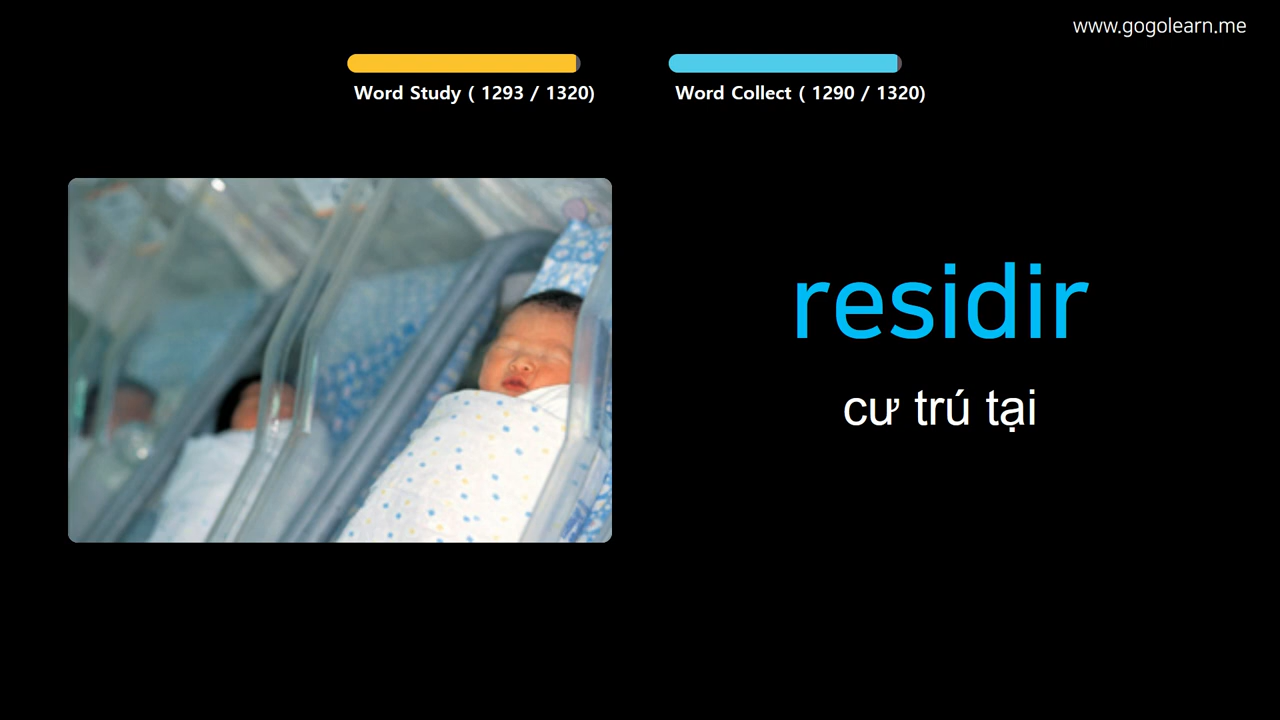 www.gogolearn.me
Word Study ( 1293 / 1320)
Word Collect ( 1290 / 1320)
residir
cư trú tại